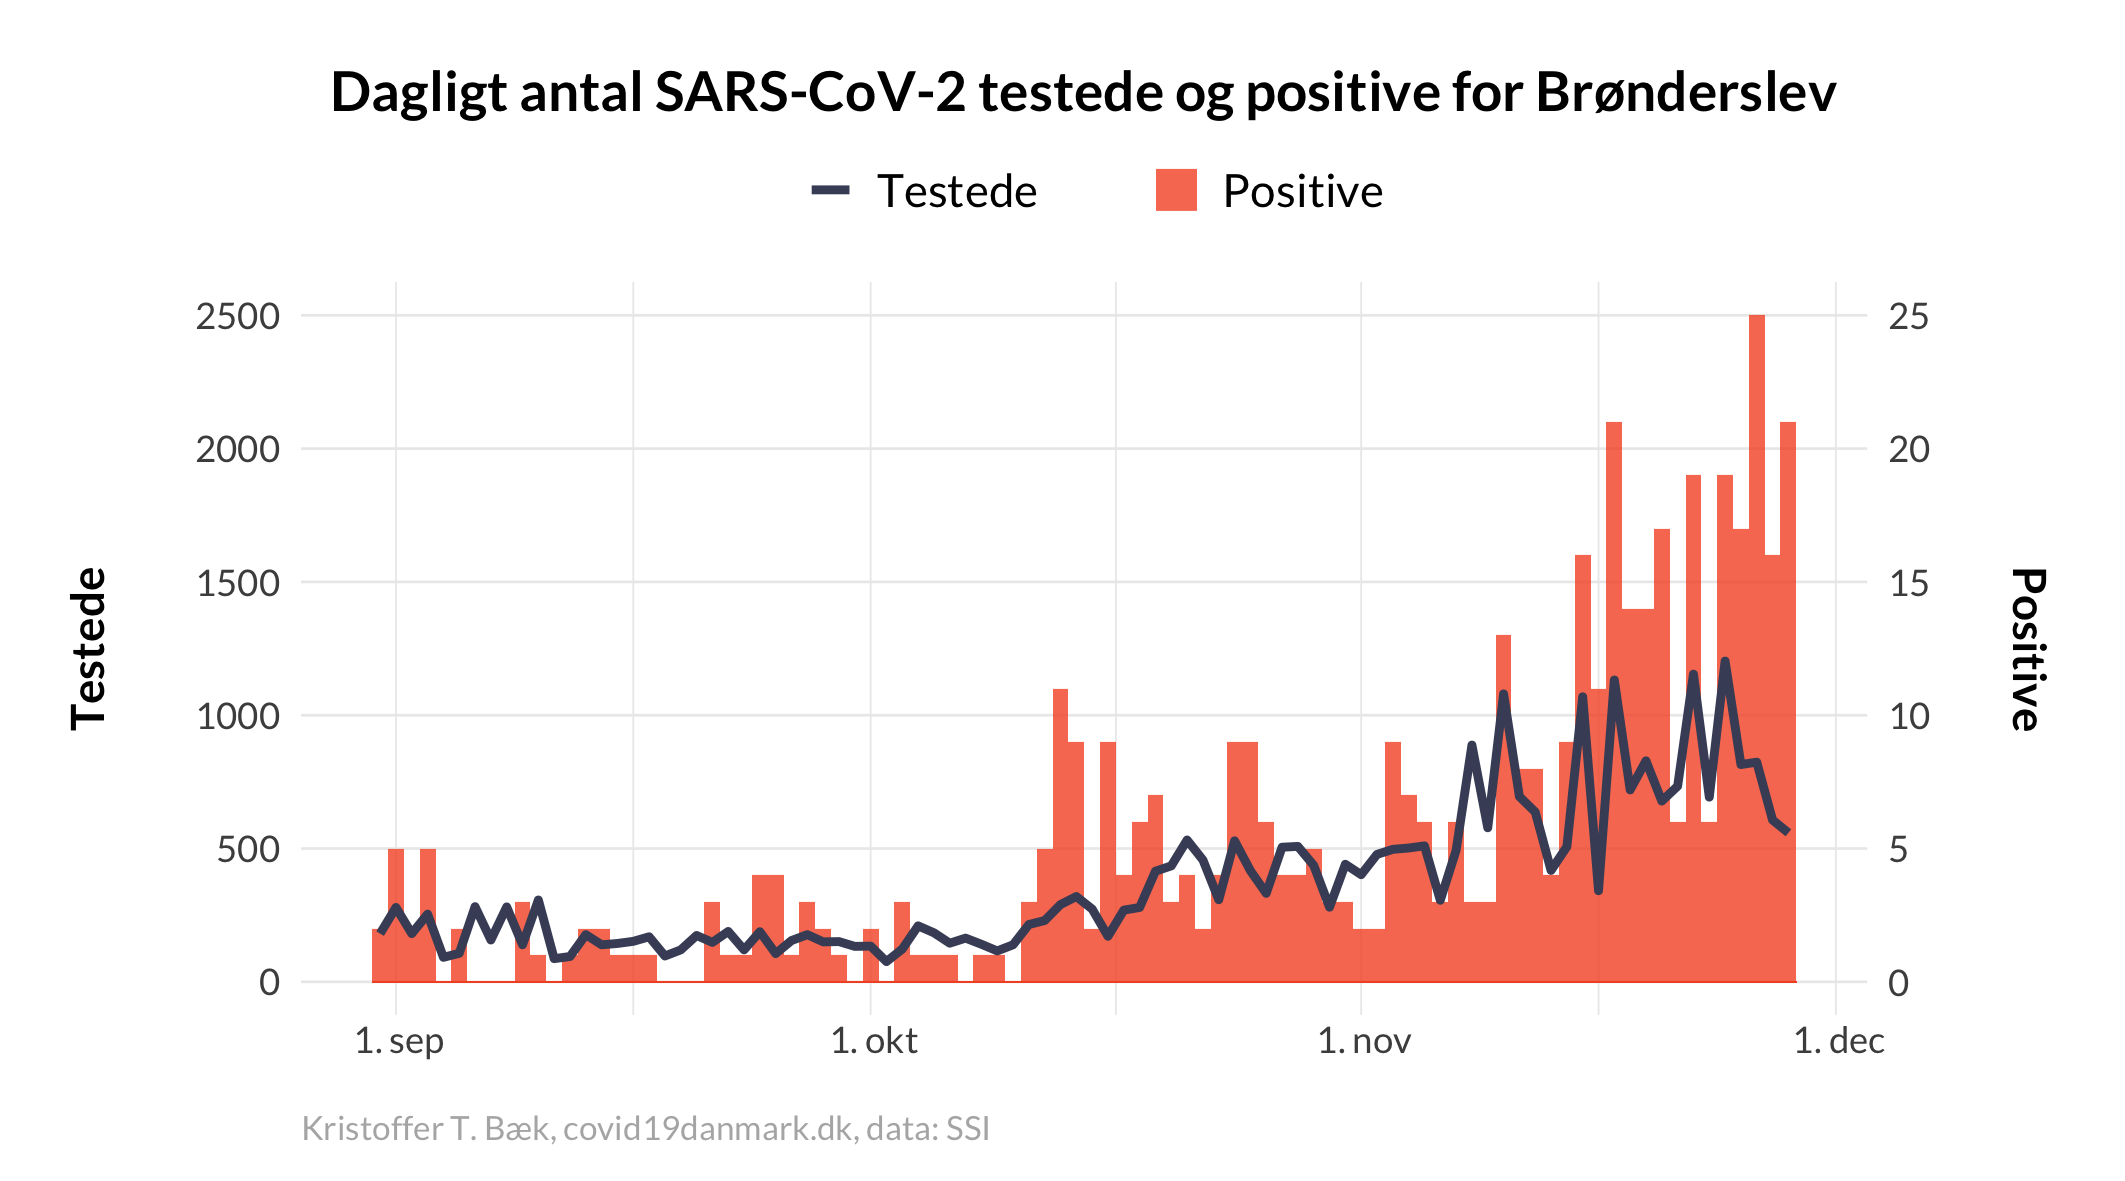 Dagligt antal SARS-CoV-2 testede og positive for Brønderslev
Testede
Positive
2500
2000
1500
1000
500
0
Testede
25
20
15
10
5
0
Positive
1. sep
1. okt
1. nov
1. dec
Kristoffer T. Bæk, covid19danmark.dk, data: SSI